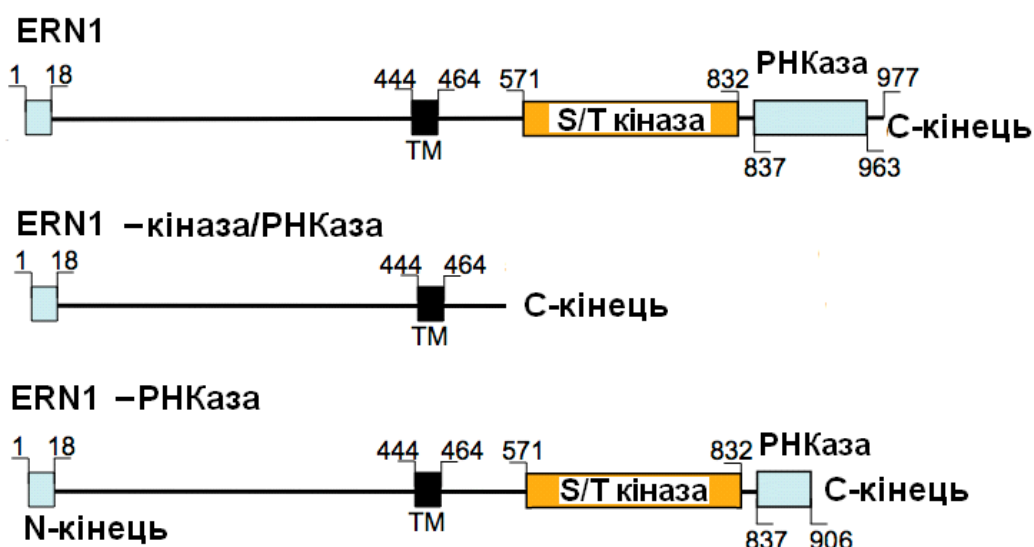 ERN1
1 18 444 464 571 832 РНКаза 977
S/T кіназа
С-кінець
ТМ
837 963
ERN1 –кіназа/РНКаза
1 18 444 464
С-кінець
ТМ
ERN1 –РНКаза
1 18 444 464 571 832 РНКаза
S/T кіназа
С-кінець
N-кінець
ТМ
837 906